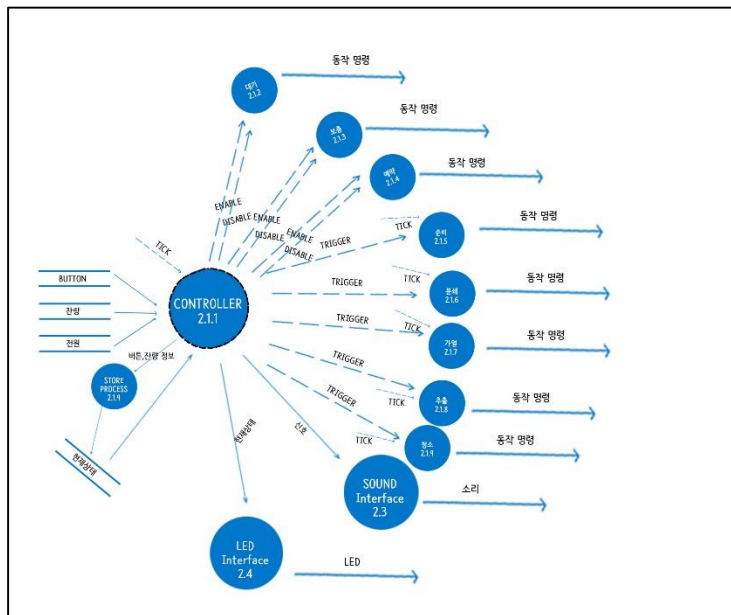 동작 명령
대기
2.1.2
동작 명령
보충
2.1.3
동작 명령
예약
2.1.4
동작 명령
ENABLE
DISABLE
ENABLE
DISABLE
ENABLE
DISABLE
TRIGGER
TICK
준비
2.1.5
TICK
BUTTON
잔량
전원
CONTROLLER
2.1.1
TRIGGER
TICK
분쇄
2.1.6
동작 명령
TRIGGER
TICK
가열
2.1.7
동작 명령
버튼,잔량 정보
STORE
PROCESS
2.1.9
현재상태
TRIGGER
TICK
추출
2.1.8
동작 명령
TRIGGER
TICK
청소
2.1.9
동작 명령
현재상태
신호
SOUND
Interface
2.3
소리
LED
Interface
2.4
LED